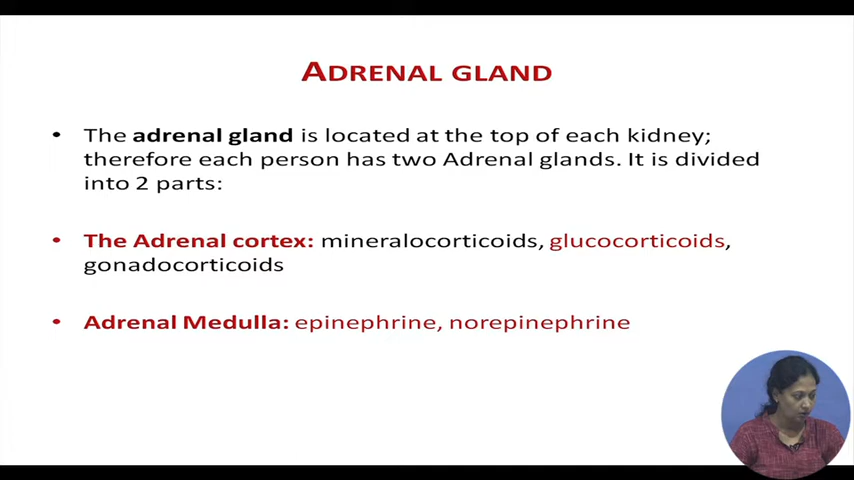 ADRENAL GLAND
• The adrenal gland is located at the top of each kidney;
therefore each person has two Adrenal glands. It is divided
into 2 parts:
• The Adrenal cortex: mineralocorticoids, glucocorticoids,
gonadocorticoids
• Adrenal Medulla: epinephrine, norepinephrine